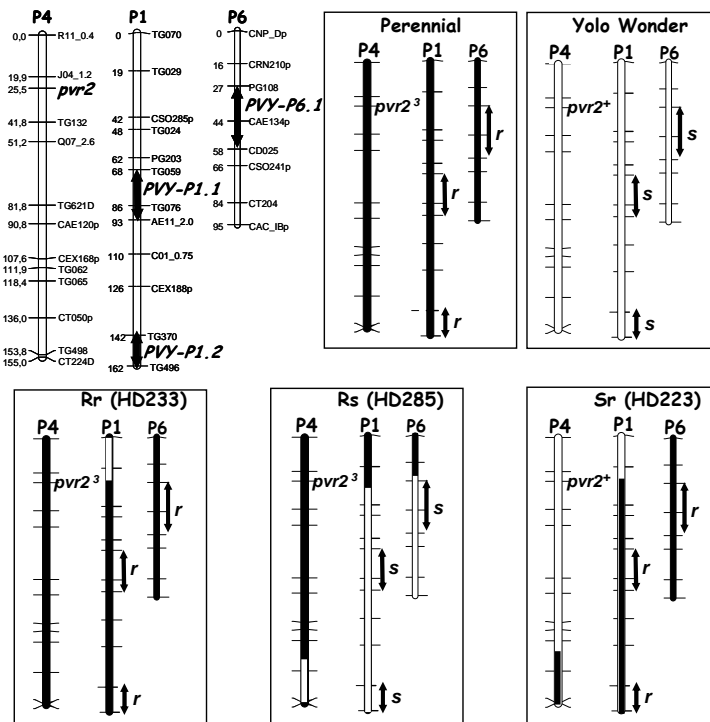 P4 P1 P6
0,0 R11_0.4
19,9 J04_1.2
25,5 pvr2
41,8 TG132
51,2 Q07_2.6
81,8 TG621D
90,8 CAE120p
107,6 CEX168p
111,9 TG062
118,4 TG065
136,0 CT050p
153,8 TG498
155,0 CT224D
0 TG070
19 TG029
42 CSO285p
48 TG024
62 PG203
68 TG059
PVY-P1.1
86 TG076
93 AE11_2.0
110 C01_0.75
126 CEX188p
142 TG370
PVY-P1.2
162 TG496
0 CNP_Dp
16 CRN210p
27 PG108
PVY-P6.1
44 CAE134p
58 CD025
66 CSO241p
84 CT204
95 CAC_IBp
Perennial
P4 P1 P6
pvr2³
r
r
r
Yolo Wonder
P4 P1 P6
pvr2⁺
s
s
s
Rr (HD233)
P4 P1 P6
pvr2³
r
r
r
Rs (HD285)
P4 P1 P6
pvr2³
s
s
s
Sr (HD223)
P4 P1 P6
pvr2⁺
r
r
r